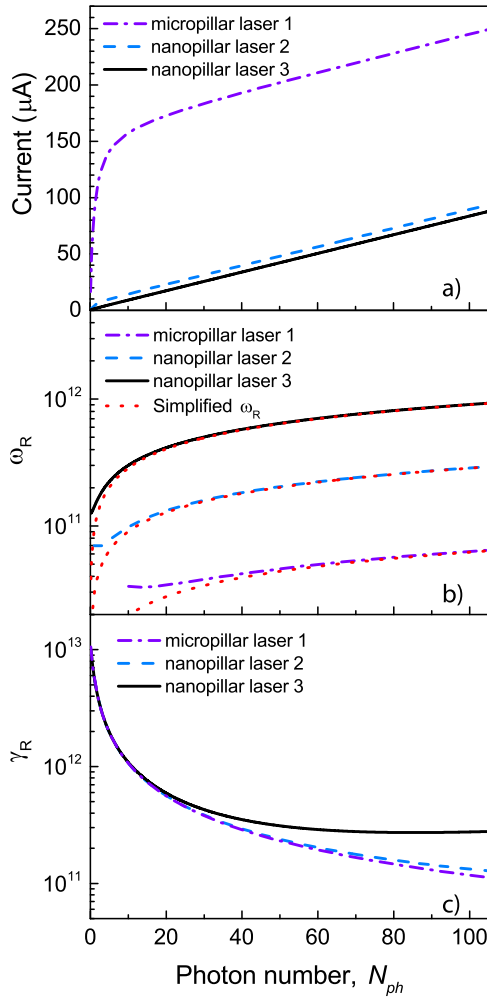 250
200
150
100
50
0
Current (μA)
micropillar laser 1
nanopillar laser 2
nanopillar laser 3
a)
10¹²
10¹¹
ω_R
micropillar laser 1
nanopillar laser 2
nanopillar laser 3
Simplified ω_R
b)
10¹³
10¹²
10¹¹
γ_R
micropillar laser 1
nanopillar laser 2
nanopillar laser 3
c)
0 20 40 60 80 100
Photon number, N_ph